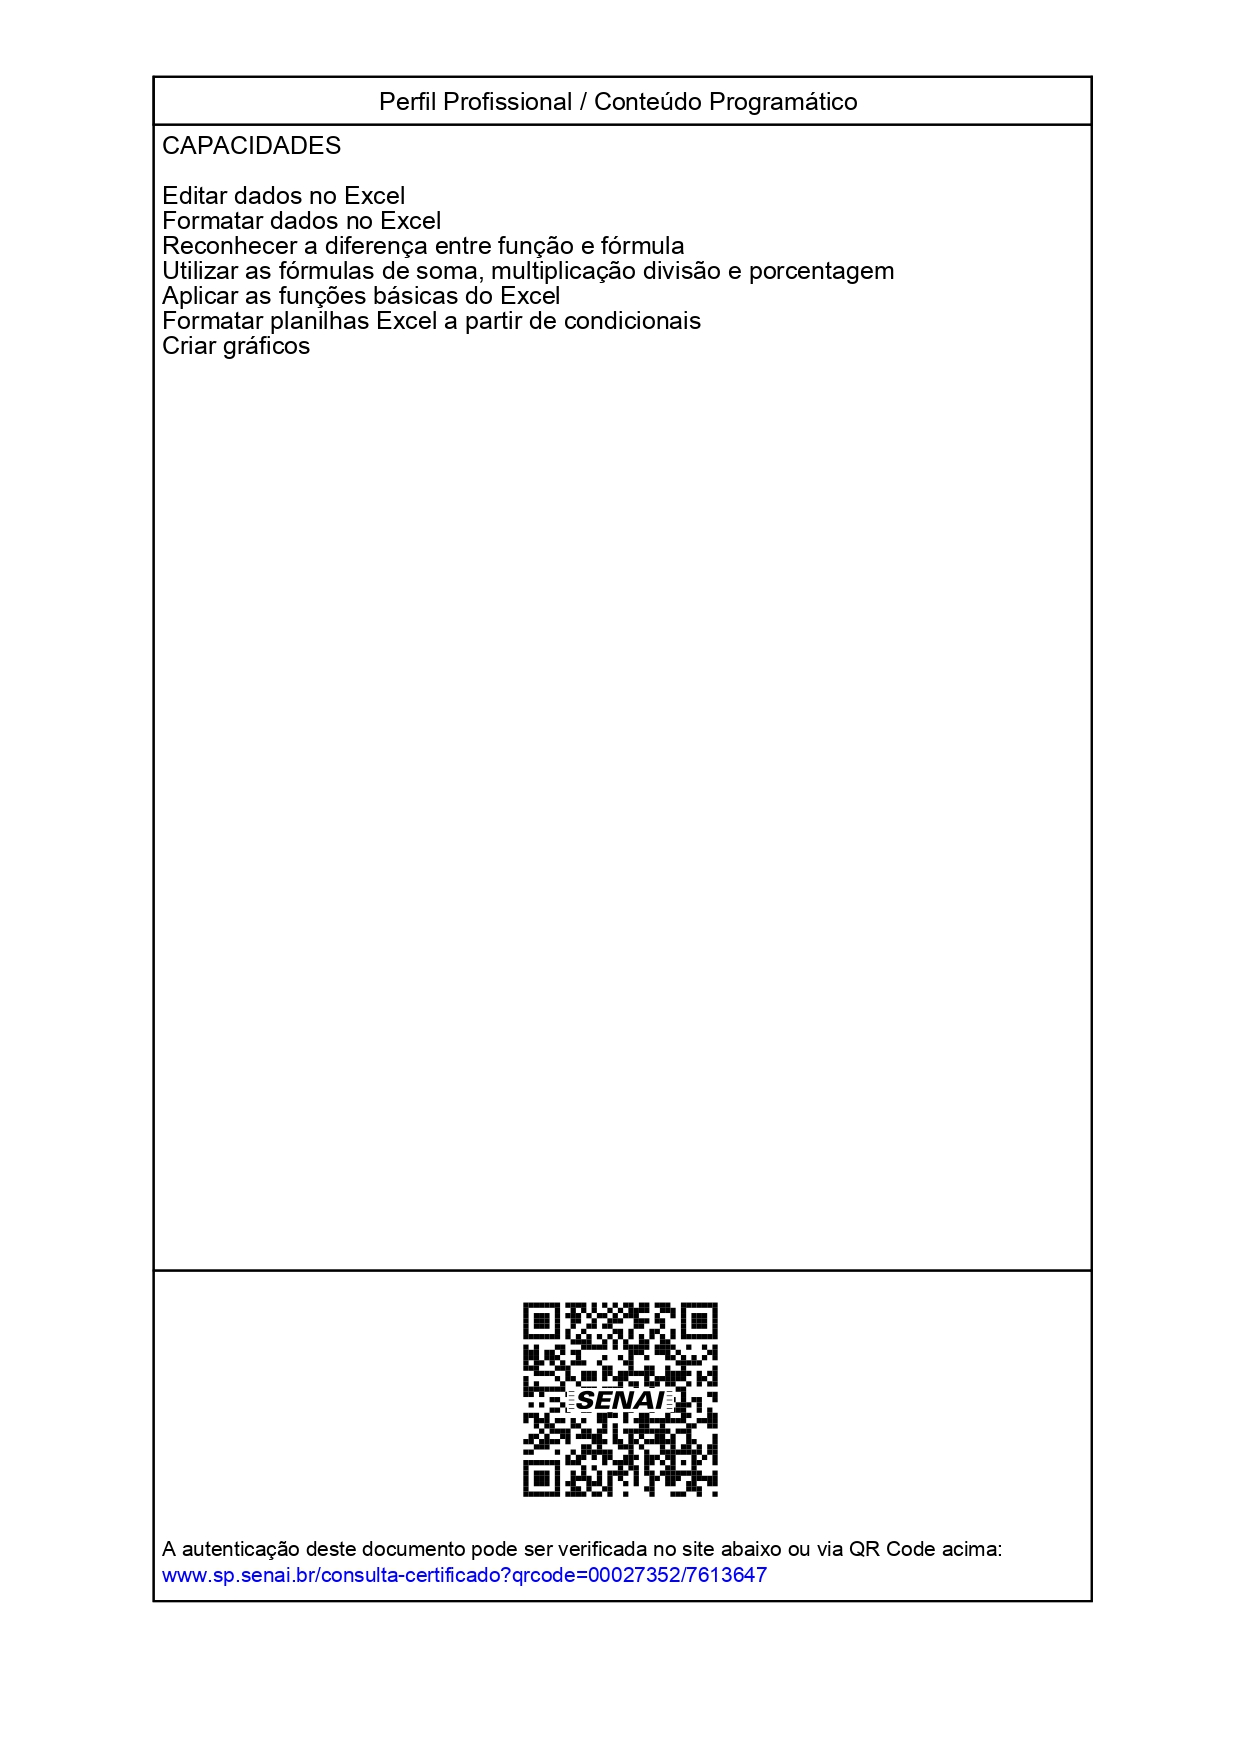 Perfil Profissional / Conteúdo Programático
CAPACIDADES
Editar dados no Excel
Formatar dados no Excel
Reconhecer a diferença entre função e fórmula
Utilizar as fórmulas de soma, multiplicação divisão e porcentagem
Aplicar as funções básicas do Excel
Formatar planilhas Excel a partir de condicionais
Criar gráficos
SENAI
A autenticação deste documento pode ser verificada no site abaixo ou via QR Code acima:
www.sp.senai.br/consulta-certificado?qrcode=00027352/7613647